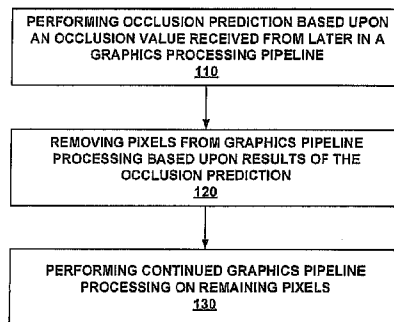 PERFORMING OCCLUSION PREDICTION BASED UPON
AN OCCLUSION VALUE RECEIVED FROM LATER IN A
GRAPHICS PROCESSING PIPELINE
110
REMOVING PIXELS FROM GRAPHICS PIPELINE
PROCESSING BASED UPON RESULTS OF THE
OCCLUSION PREDICTION
120
PERFORMING CONTINUED GRAPHICS PIPELINE
PROCESSING ON REMAINING PIXELS
130